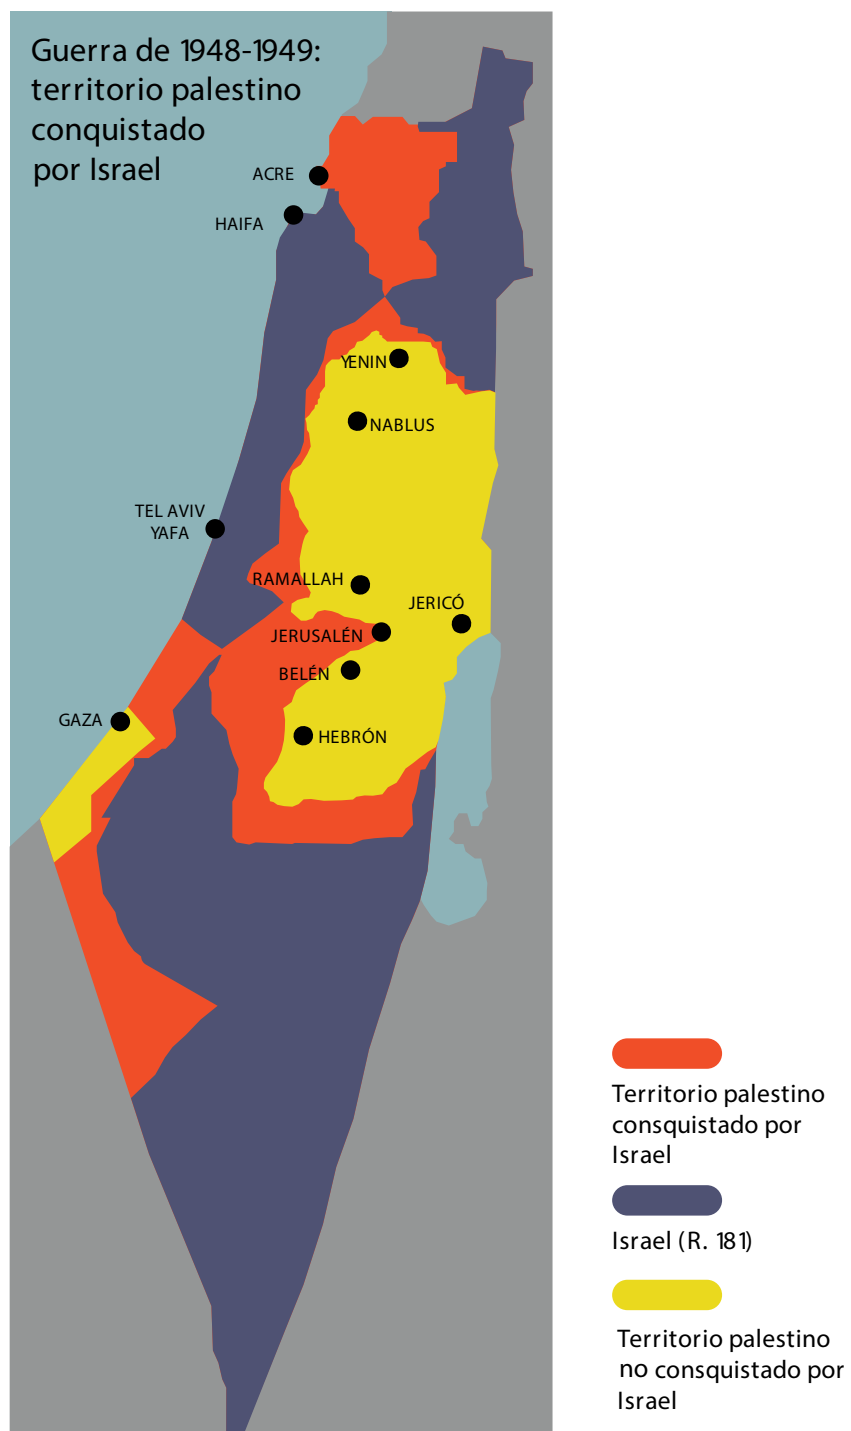 Guerra de 1948-1949:
territorio palestino
conquistado
por Israel
ACRE
HAIFA
YENIN
NABLUS
TEL AVIV
YAFA
RAMALLAH
JERICÓ
JERUSALÉN
BELÉN
GAZA
HEBRÓN
Territorio palestino
consquistado por
Israel
Israel (R. 181)
Territorio palestino
no consquistado por
Israel